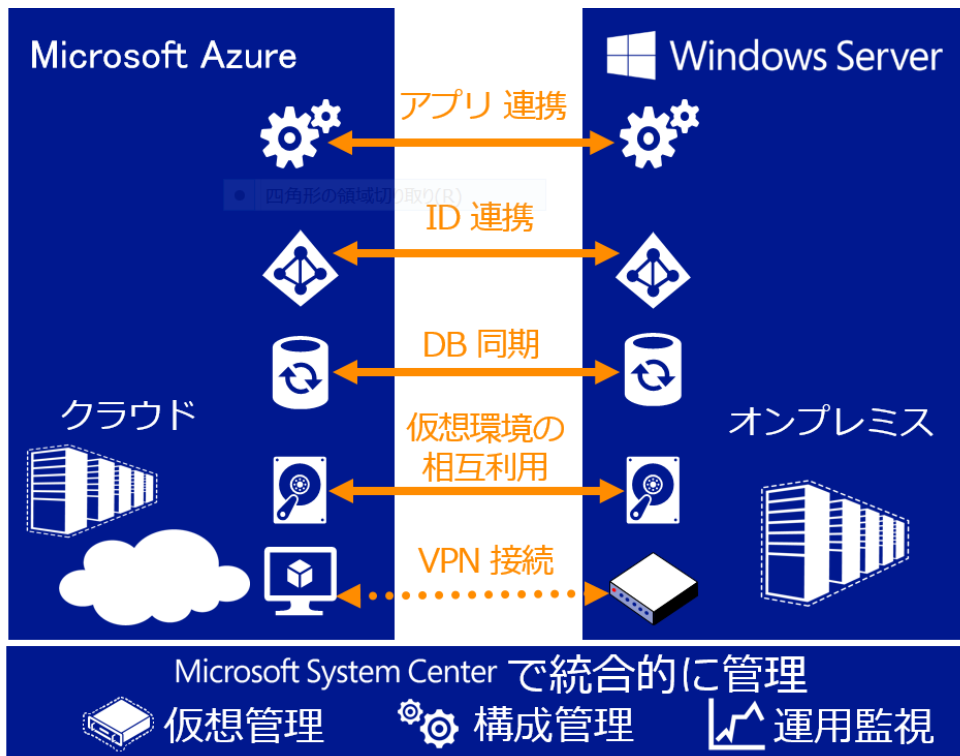 Microsoft Azure
Windows Server
アプリ 連携
四角形の領域切り取り(R)
ID 連携
DB 同期
クラウド
仮想環境の
相互利用
オンプレミス
VPN 接続
Microsoft System Center で統合的に管理
仮想管理
構成管理
運用監視